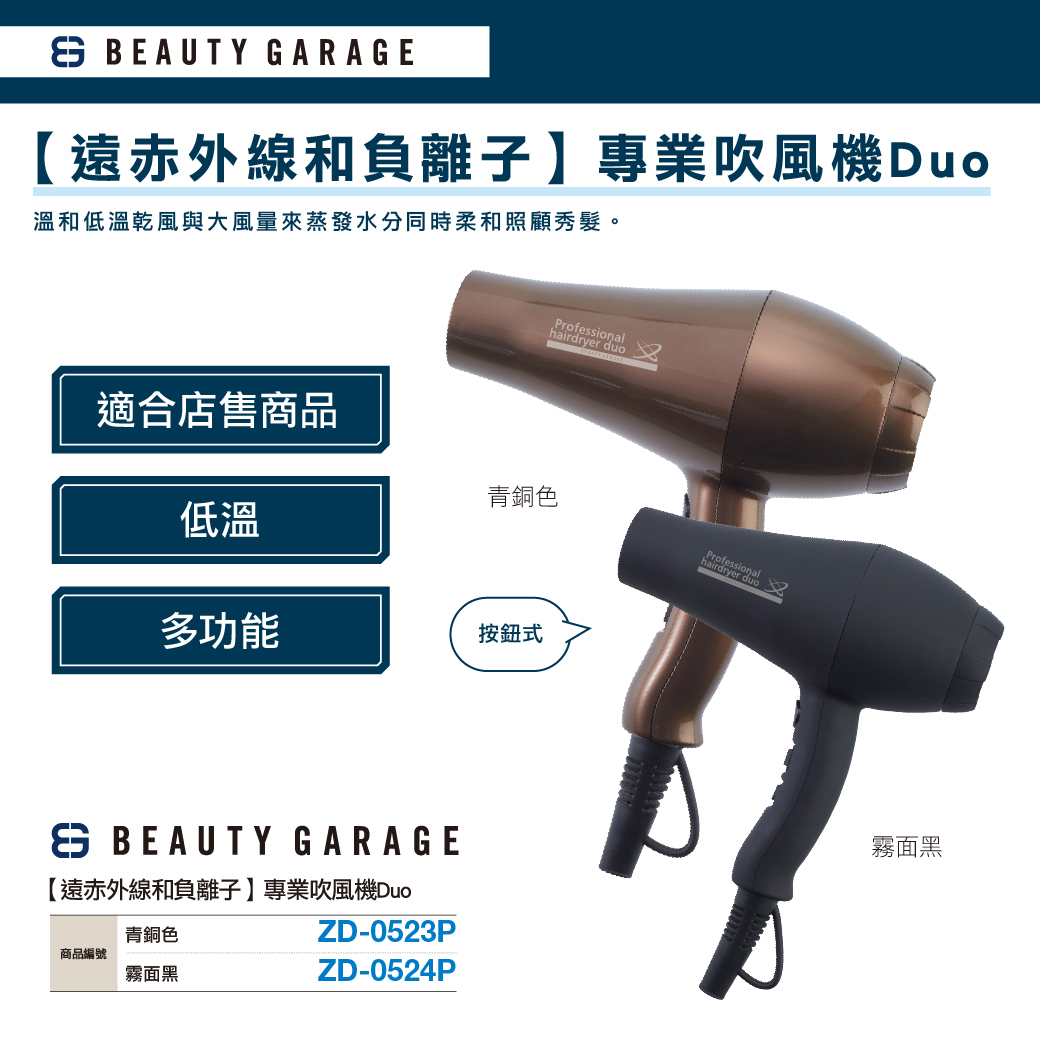 BEAUTY GARAGE
【遠赤外線和負離子】專業吹風機Duo
溫和低溫乾風與大風量來蒸發水分同時柔和照顧秀髮。
Professional
hairdryer duo
適合店售商品
青銅色
低溫
Professional
hairdryer duo
多功能
按鈕式
霧面黑
BEAUTY GARAGE
【遠赤外線和負離子】專業吹風機Duo
商品編號
青銅色 ZD-0523P
霧面黑 ZD-0524P